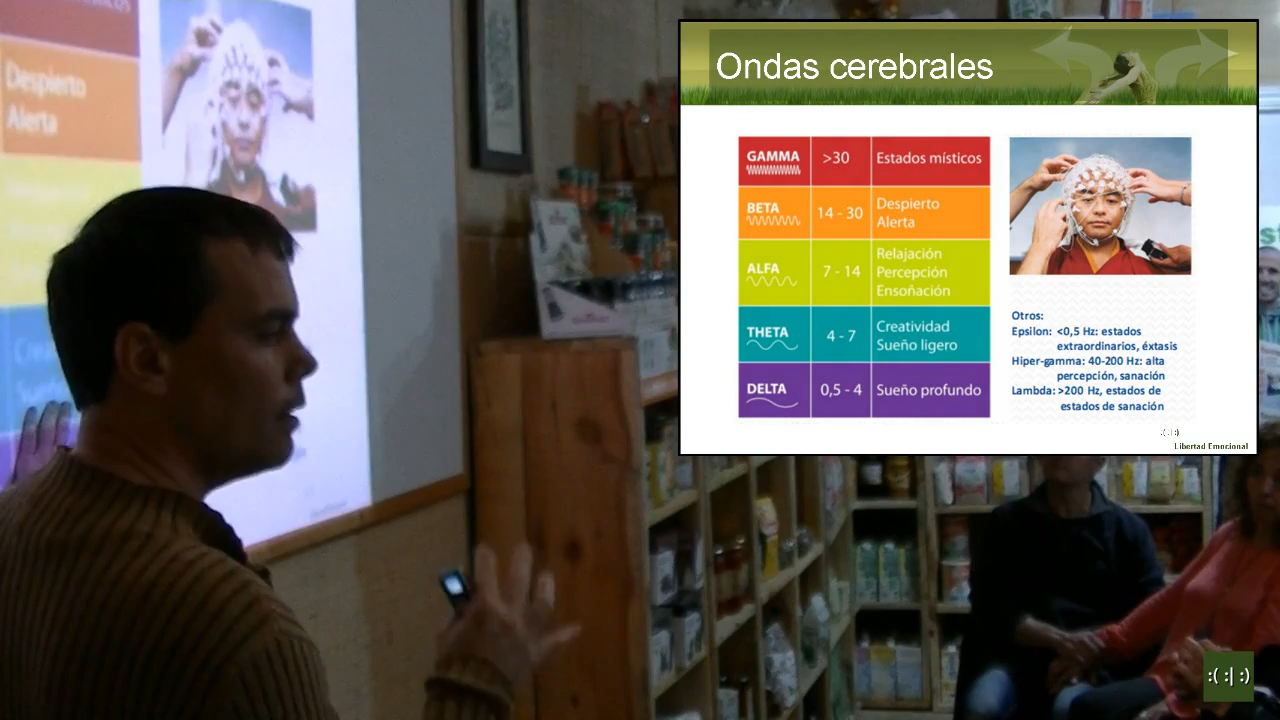 Despierto
Alerta
Ondas cerebrales
GAMMA >30 Estados místicos
BETA 14 - 30 Despierto
Alerta
ALFA 7 - 14 Relajación
Percepción
Ensoñación
THETA 4 - 7 Creatividad
Sueño ligero
DELTA 0,5 - 4 Sueño profundo
Otros:
Epsilon: <0,5 Hz: estados
extraordinarios, éxtasis
Hiper-gamma: 40-200 Hz: alta
percepción, sanación
Lambda: >200 Hz, estados de
estados de sanación
:( :| :)
Libertad Emocional
:( :| :)